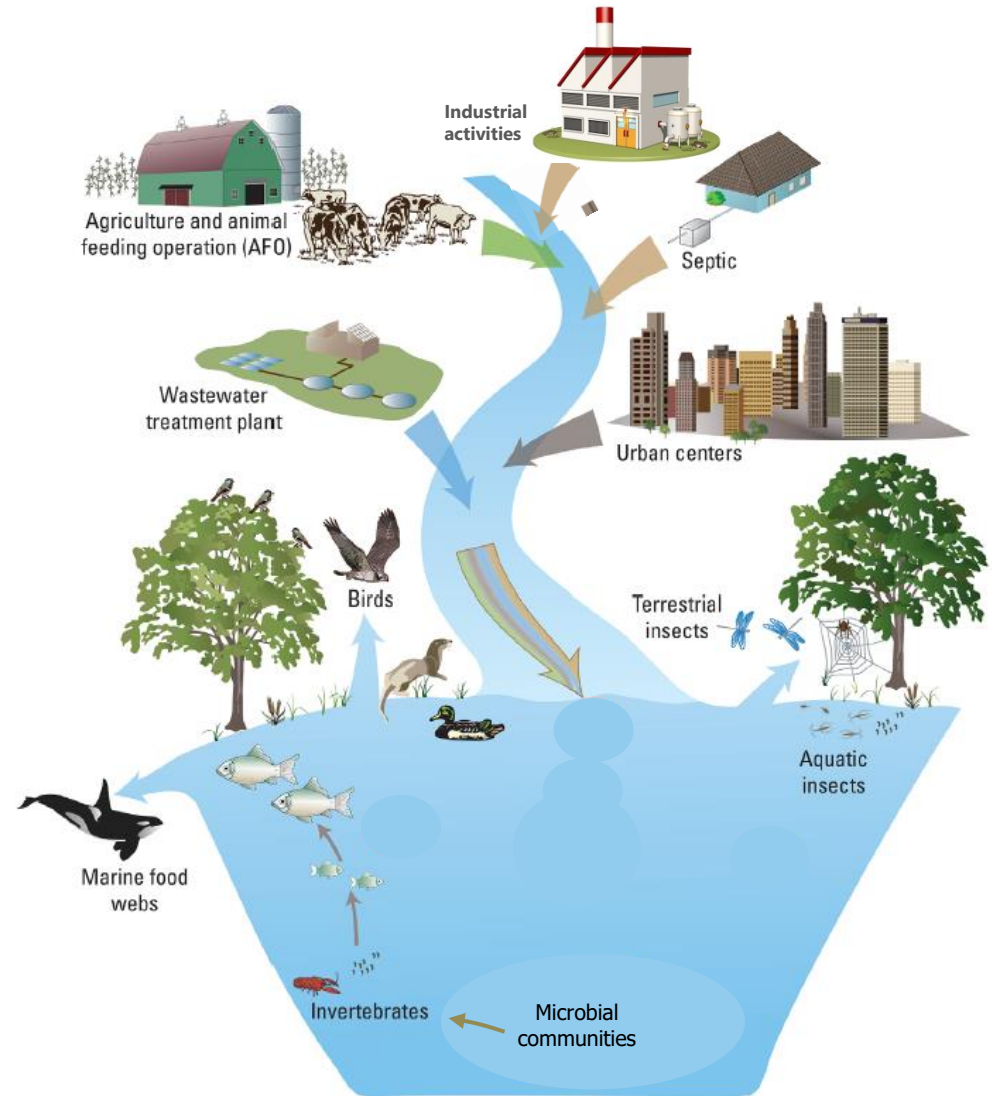 Industrial
activities
Agriculture and animal
feeding operation (AFO)
Septic
Wastewater
treatment plant
Urban centers
Birds
Terrestrial
insects
Aquatic
insects
Marine food
webs
Invertebrates
Microbial
communities